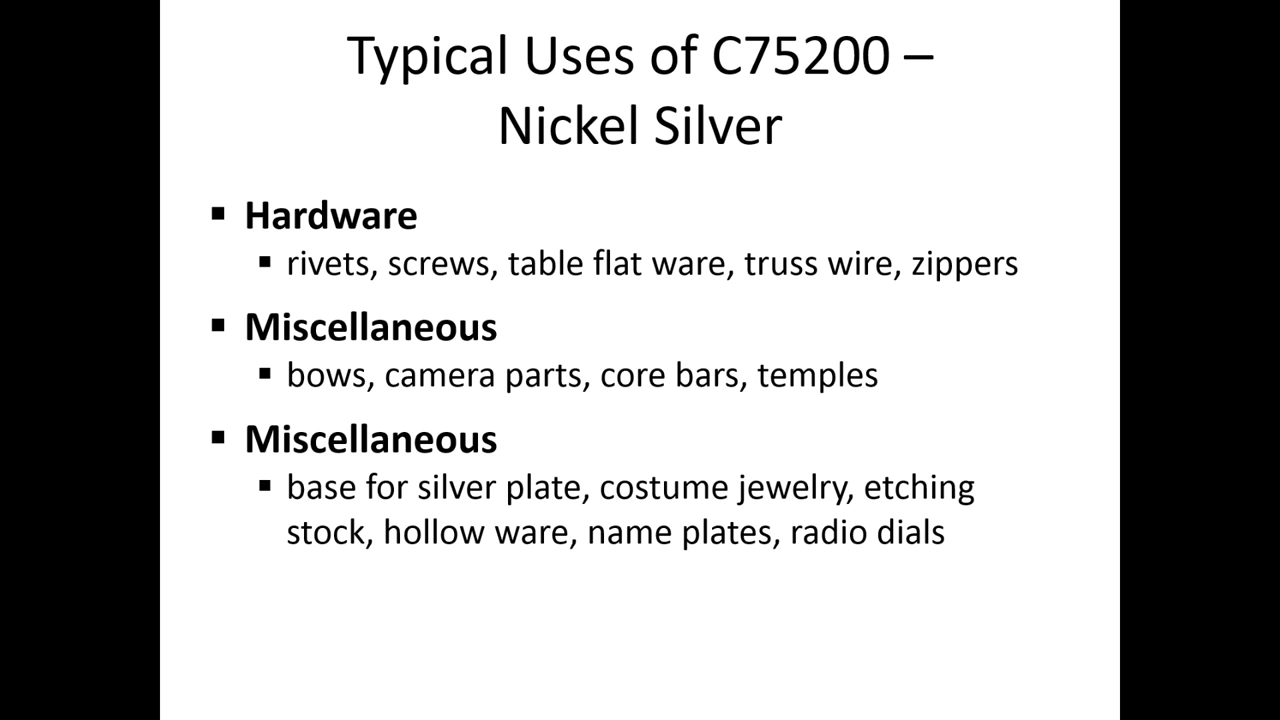 Typical Uses of C75200 –
Nickel Silver
▪ Hardware
▪ rivets, screws, table flat ware, truss wire, zippers
▪ Miscellaneous
▪ bows, camera parts, core bars, temples
▪ Miscellaneous
▪ base for silver plate, costume jewelry, etching
stock, hollow ware, name plates, radio dials